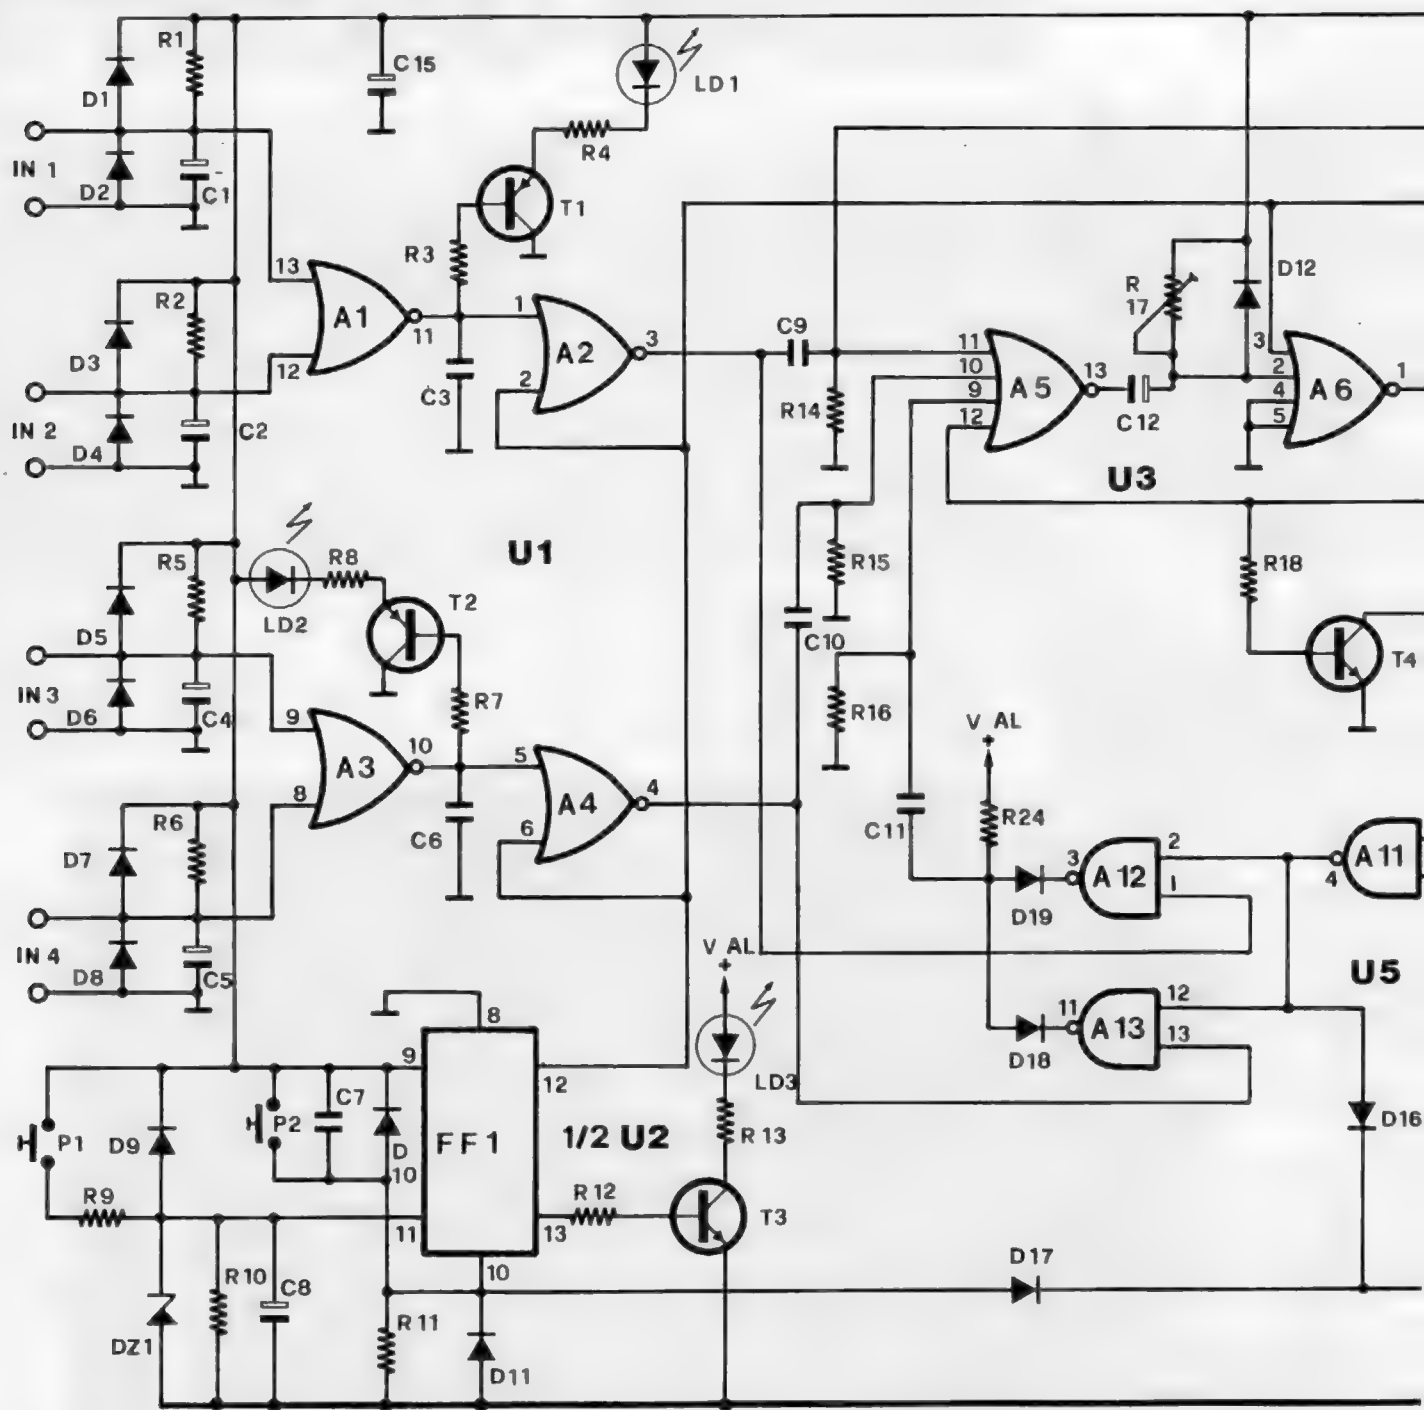 R1
C15
D1
LD1
R4
IN 1
D2
C1
T1
R3
13
R2
D12
R
17
A1
1
C9
3
11
A2
3
11
2
D3
12
2
10
13
A5
A6
1
C3
9
4
R14
12
C12
5
IN 2
D4
C2
U3
U1
R5
R8
R15
R18
T2
D5
LD2
C10
T4
IN 3
D6
C4
R7
R16
9
V AL
+
10
A3
5
4
R6
8
A4
C6
6
C11
R24
D7
3
2
A12
A11
4
1
D19
IN 4
D8
C5
V AL
+
U5
8
11
12
A13
13
9
D18
12
LD3
C7
P1
D9
P2
D
10
FF1
1/2 U2
R 13
D16
R9
R 12
11
13
T3
10
D17
R10
C8
DZ1
R 11
D11